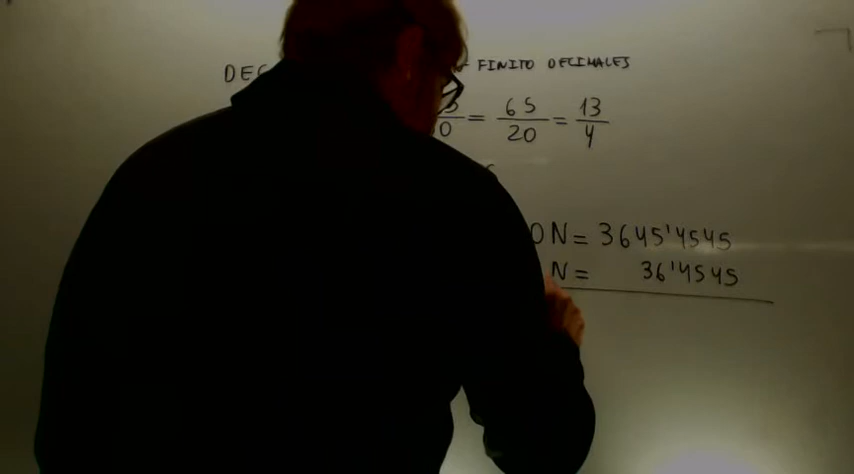 DEC FINITO DECIMALES
= 65/20 = 13/4
0N = 3645'4545
N = 36'4545